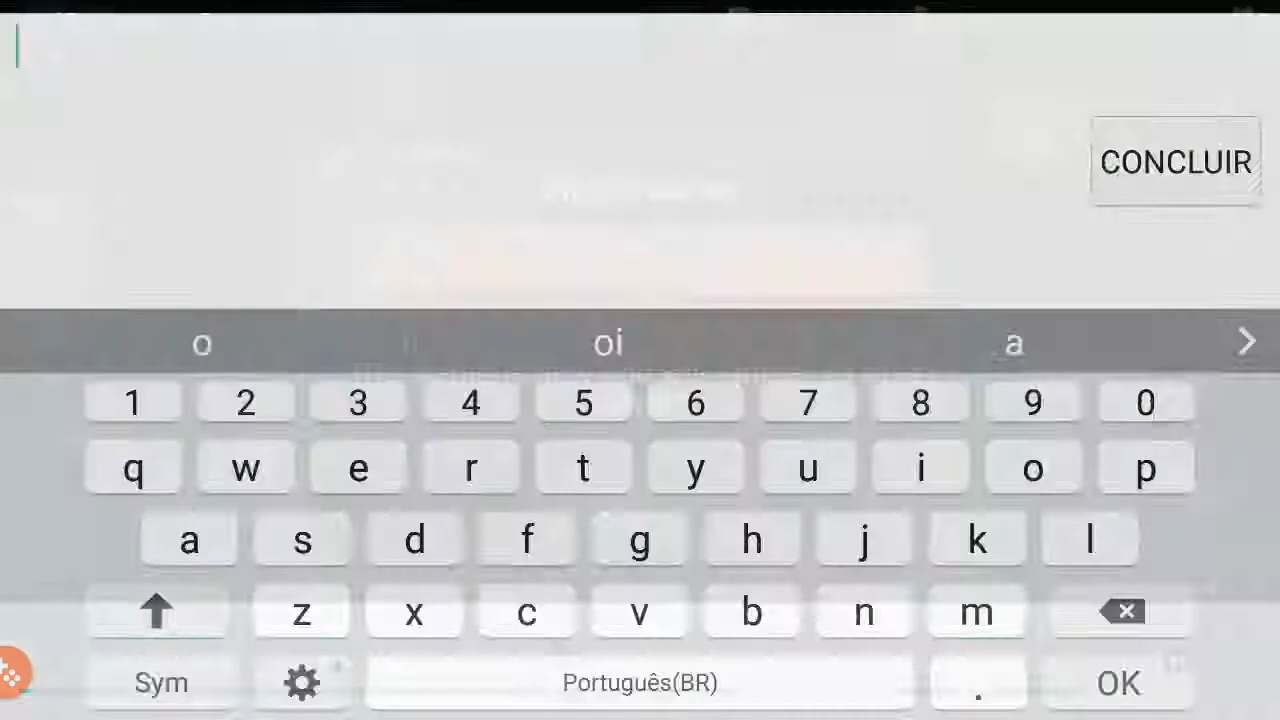 CONCLUIR
o oi a
1 2 3 4 5 6 7 8 9 0
q w e r t y u i o p
a s d f g h j k l
z x c v b n m
Sym Português(BR) . OK